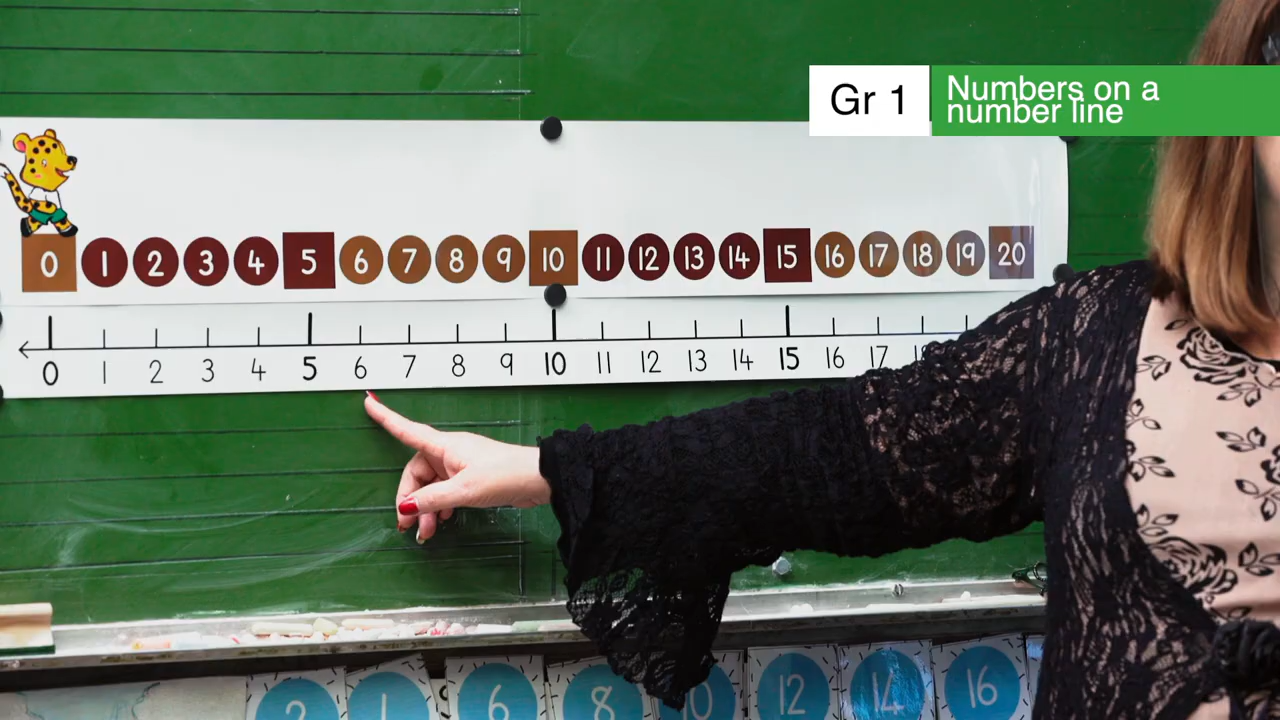 Gr 1
Numbers on a
number line
0 1 2 3 4 5 6 7 8 9 10 11 12 13 14 15 16 17 18 19 20
0 1 2 3 4 5 6 7 8 9 10 11 12 13 14 15 16 17
2 1 6 8 10 12 14 16